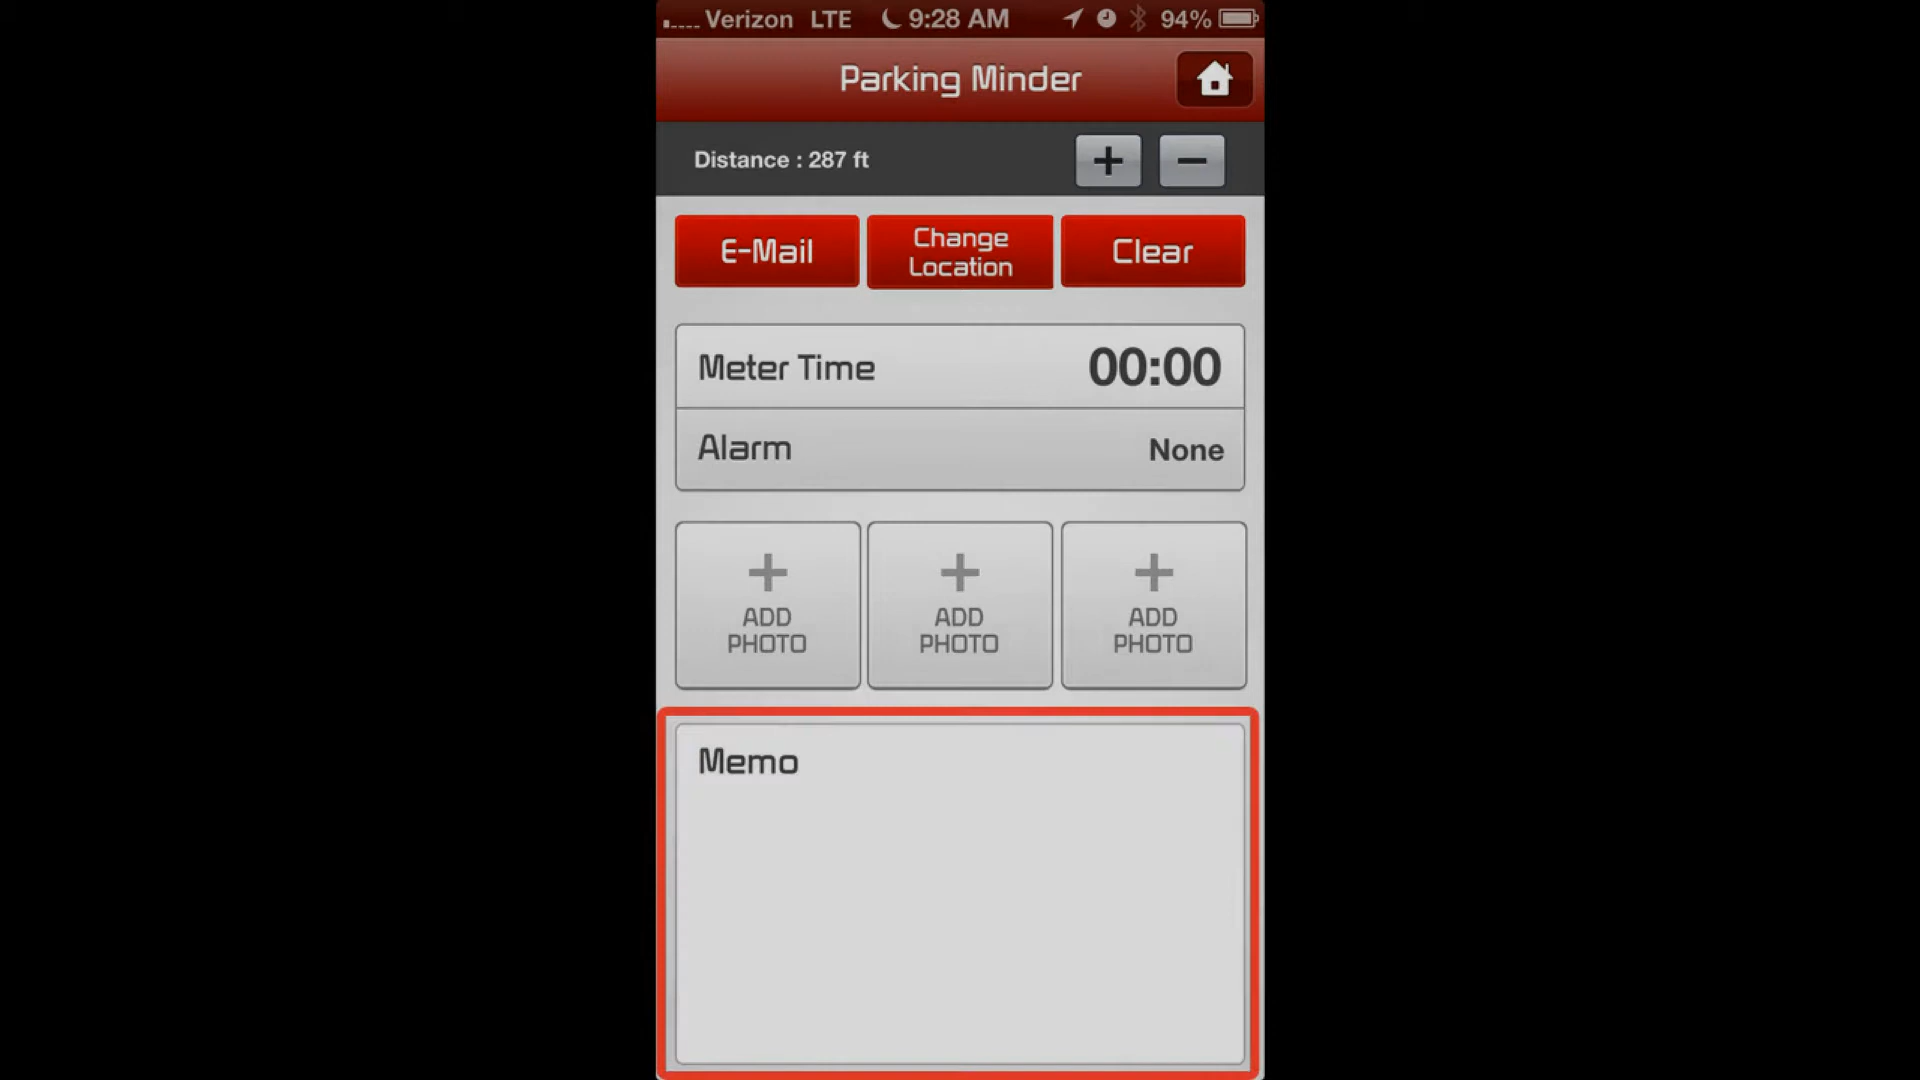 Verizon LTE 9:28 AM 94%
Parking Minder
Distance : 287 ft + −
E-Mail
Change
Location
Clear
Meter Time 00:00
Alarm None
+ + +
ADD ADD ADD
PHOTO PHOTO PHOTO
Memo